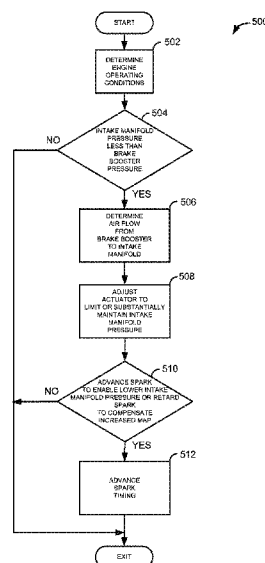 START
500
502
DETERMINE
ENGINE
OPERATING
CONDITIONS
504
INTAKE MANIFOLD
PRESSURE
LESS THAN
BRAKE
BOOSTER
PRESSURE
NO
YES
506
DETERMINE
AIR FLOW
FROM
BRAKE BOOSTER
TO INTAKE
MANIFOLD
508
ADJUST
ACTUATOR TO
LIMIT OR SUBSTANTIALLY
MAINTAIN INTAKE
MANIFOLD
PRESSURE
510
ADVANCE SPARK
TO ENABLE LOWER INTAKE
MANIFOLD PRESSURE OR RETARD
SPARK
TO COMPENSATE
INCREASED MAP
NO
YES
512
ADVANCE
SPARK
TIMING
EXIT